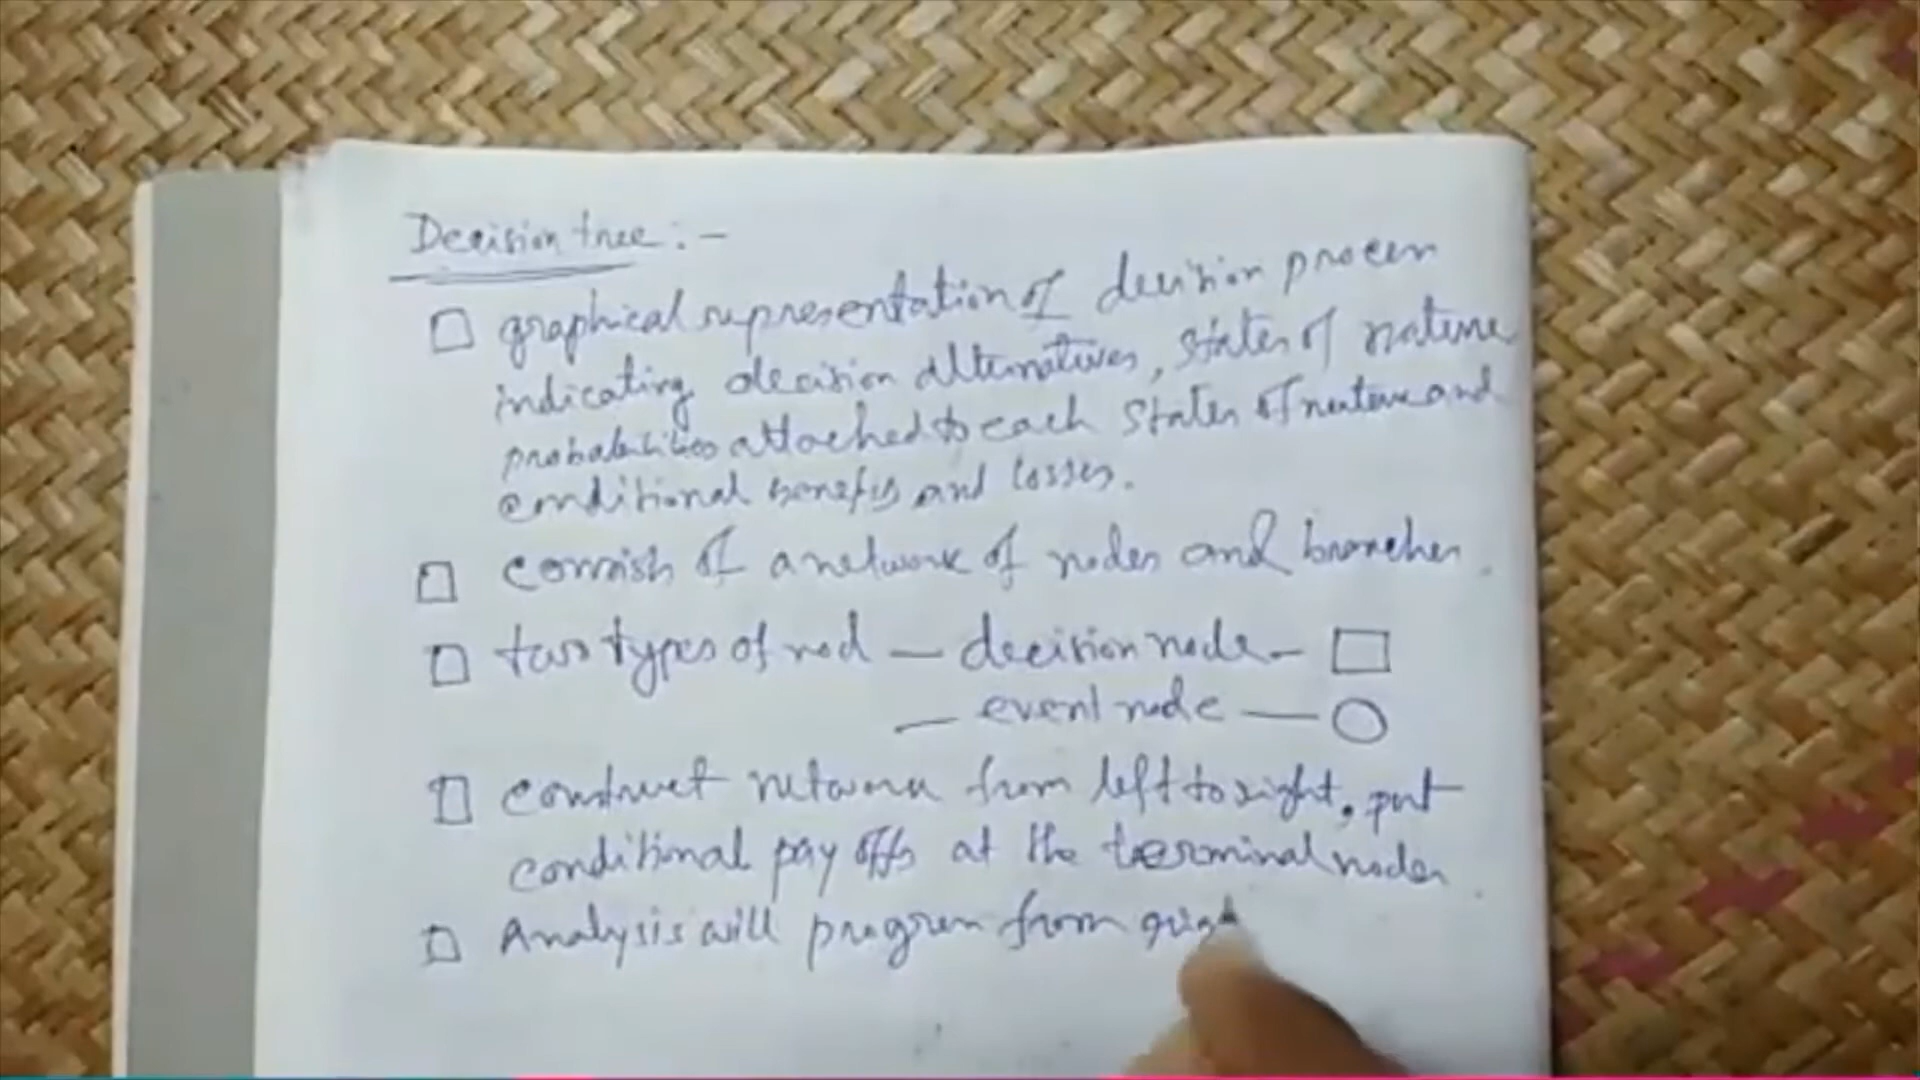 Decision tree :-
graphical representation of decision process
indicating decision alternatives, states of nature
probabilities attached to each states of nature and
conditional benefits and losses.
consists of a network of nodes and branches.
two types of nod — decision node - □
— event node — ○
construct network from left to right, put
conditional pay offs at the terminal nodes
Analysis will progress from righ